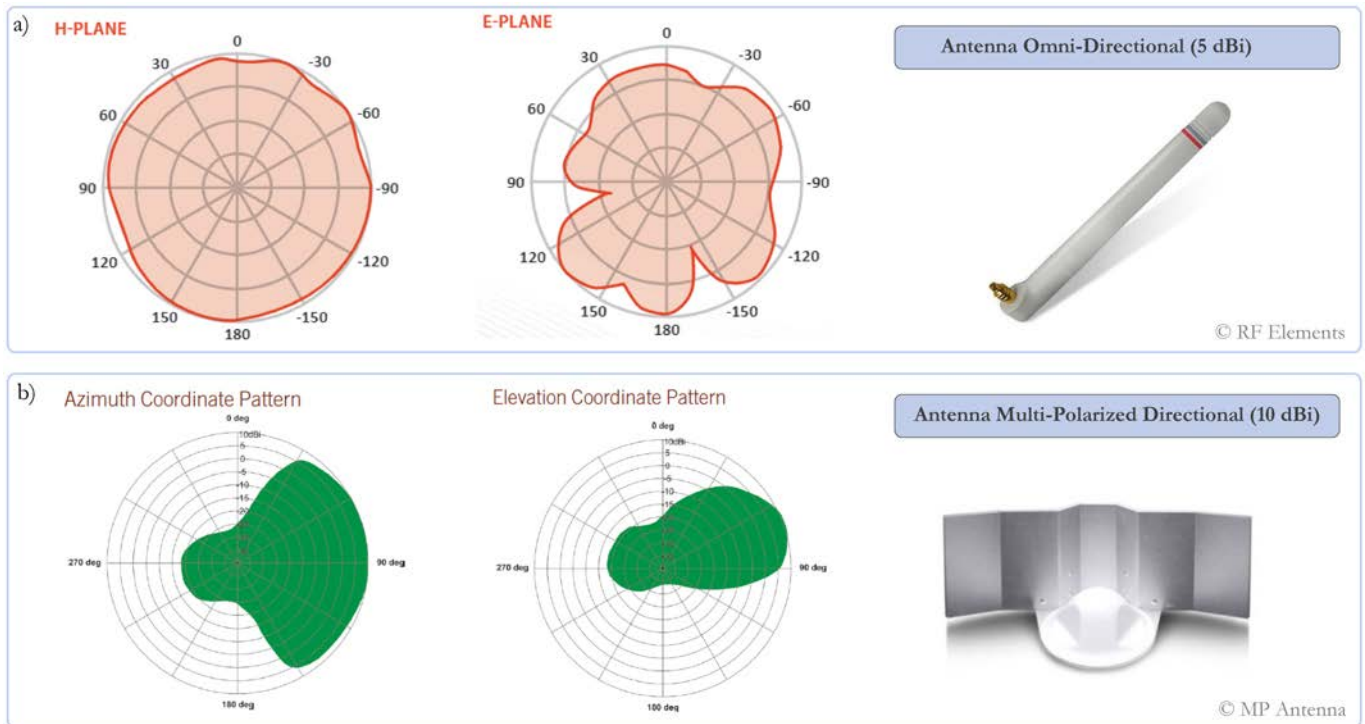 a)
H-PLANE
0
30
-30
60
-60
90
-90
120
-120
150
-150
180
E-PLANE
0
30
-30
60
-60
90
-90
120
-120
150
-150
180
Antenna Omni-Directional (5 dBi)
© RF Elements
b)
Azimuth Coordinate Pattern
0 deg
10dBi
5
0
-5
-10
-15
-20
270 deg
90 deg
180 deg
Elevation Coordinate Pattern
0 deg
10dBi
5
0
-5
-10
-15
270 deg
90 deg
180 deg
Antenna Multi-Polarized Directional (10 dBi)
© MP Antenna